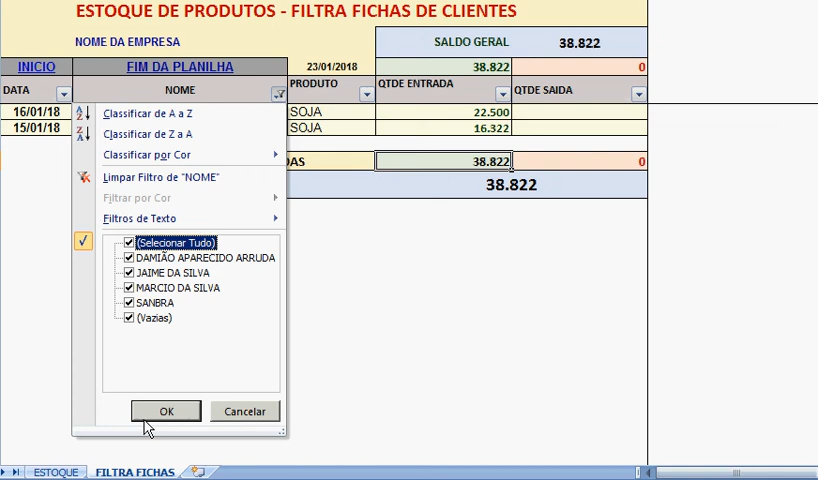 ESTOQUE DE PRODUTOS - FILTRA FICHAS DE CLIENTES
NOME DA EMPRESA SALDO GERAL 38.822
INICIO FIM DA PLANILHA 23/01/2018 38.822 0
DATA NOME PRODUTO QTDE ENTRADA QTDE SAIDA
16/01/18 SOJA 22.500
15/01/18 SOJA 16.322
DAS 38.822 0
38.822
Classificar de A a Z
Classificar de Z a A
Classificar por Cor
Limpar Filtro de "NOME"
Filtrar por Cor
Filtros de Texto
(Selecionar Tudo)
DAMIÃO APARECIDO ARRUDA
JAIME DA SILVA
MARCIO DA SILVA
SANBRA
(Vazias)
OK Cancelar
ESTOQUE FILTRA FICHAS